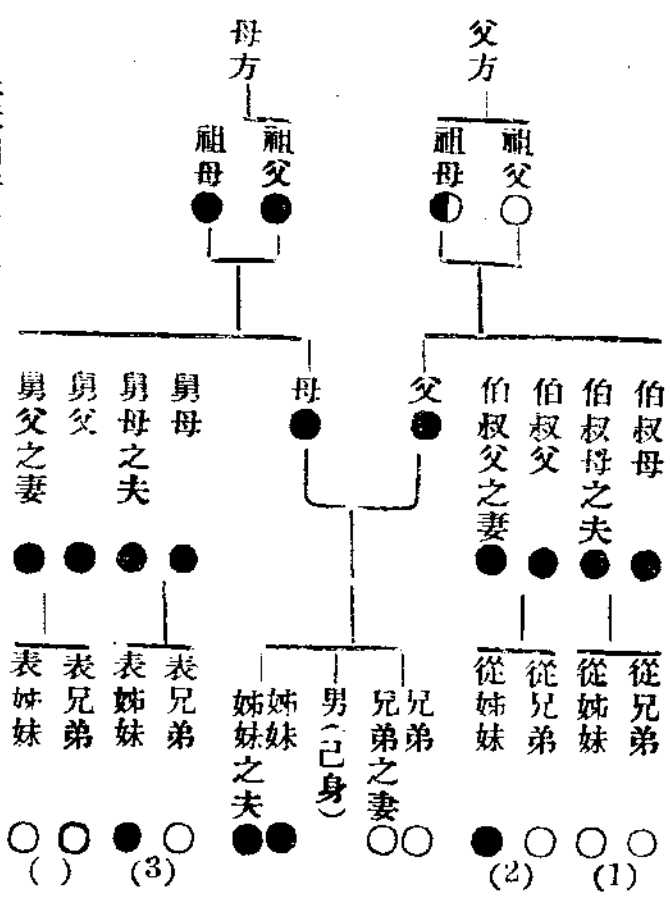 父方
母方
祖父
祖母
祖父
祖母
伯叔母
伯叔母之夫
伯叔父
伯叔父之妻
父
母
舅母
舅母之夫
舅父
舅父之妻
從兄弟
從姊妹
從兄弟
從姊妹
兄弟
兄弟之妻
男(己身)
姊妹
姊妹之夫
表兄弟
表姊妹
表兄弟
表姊妹
(1)
(2)
(3)
( )